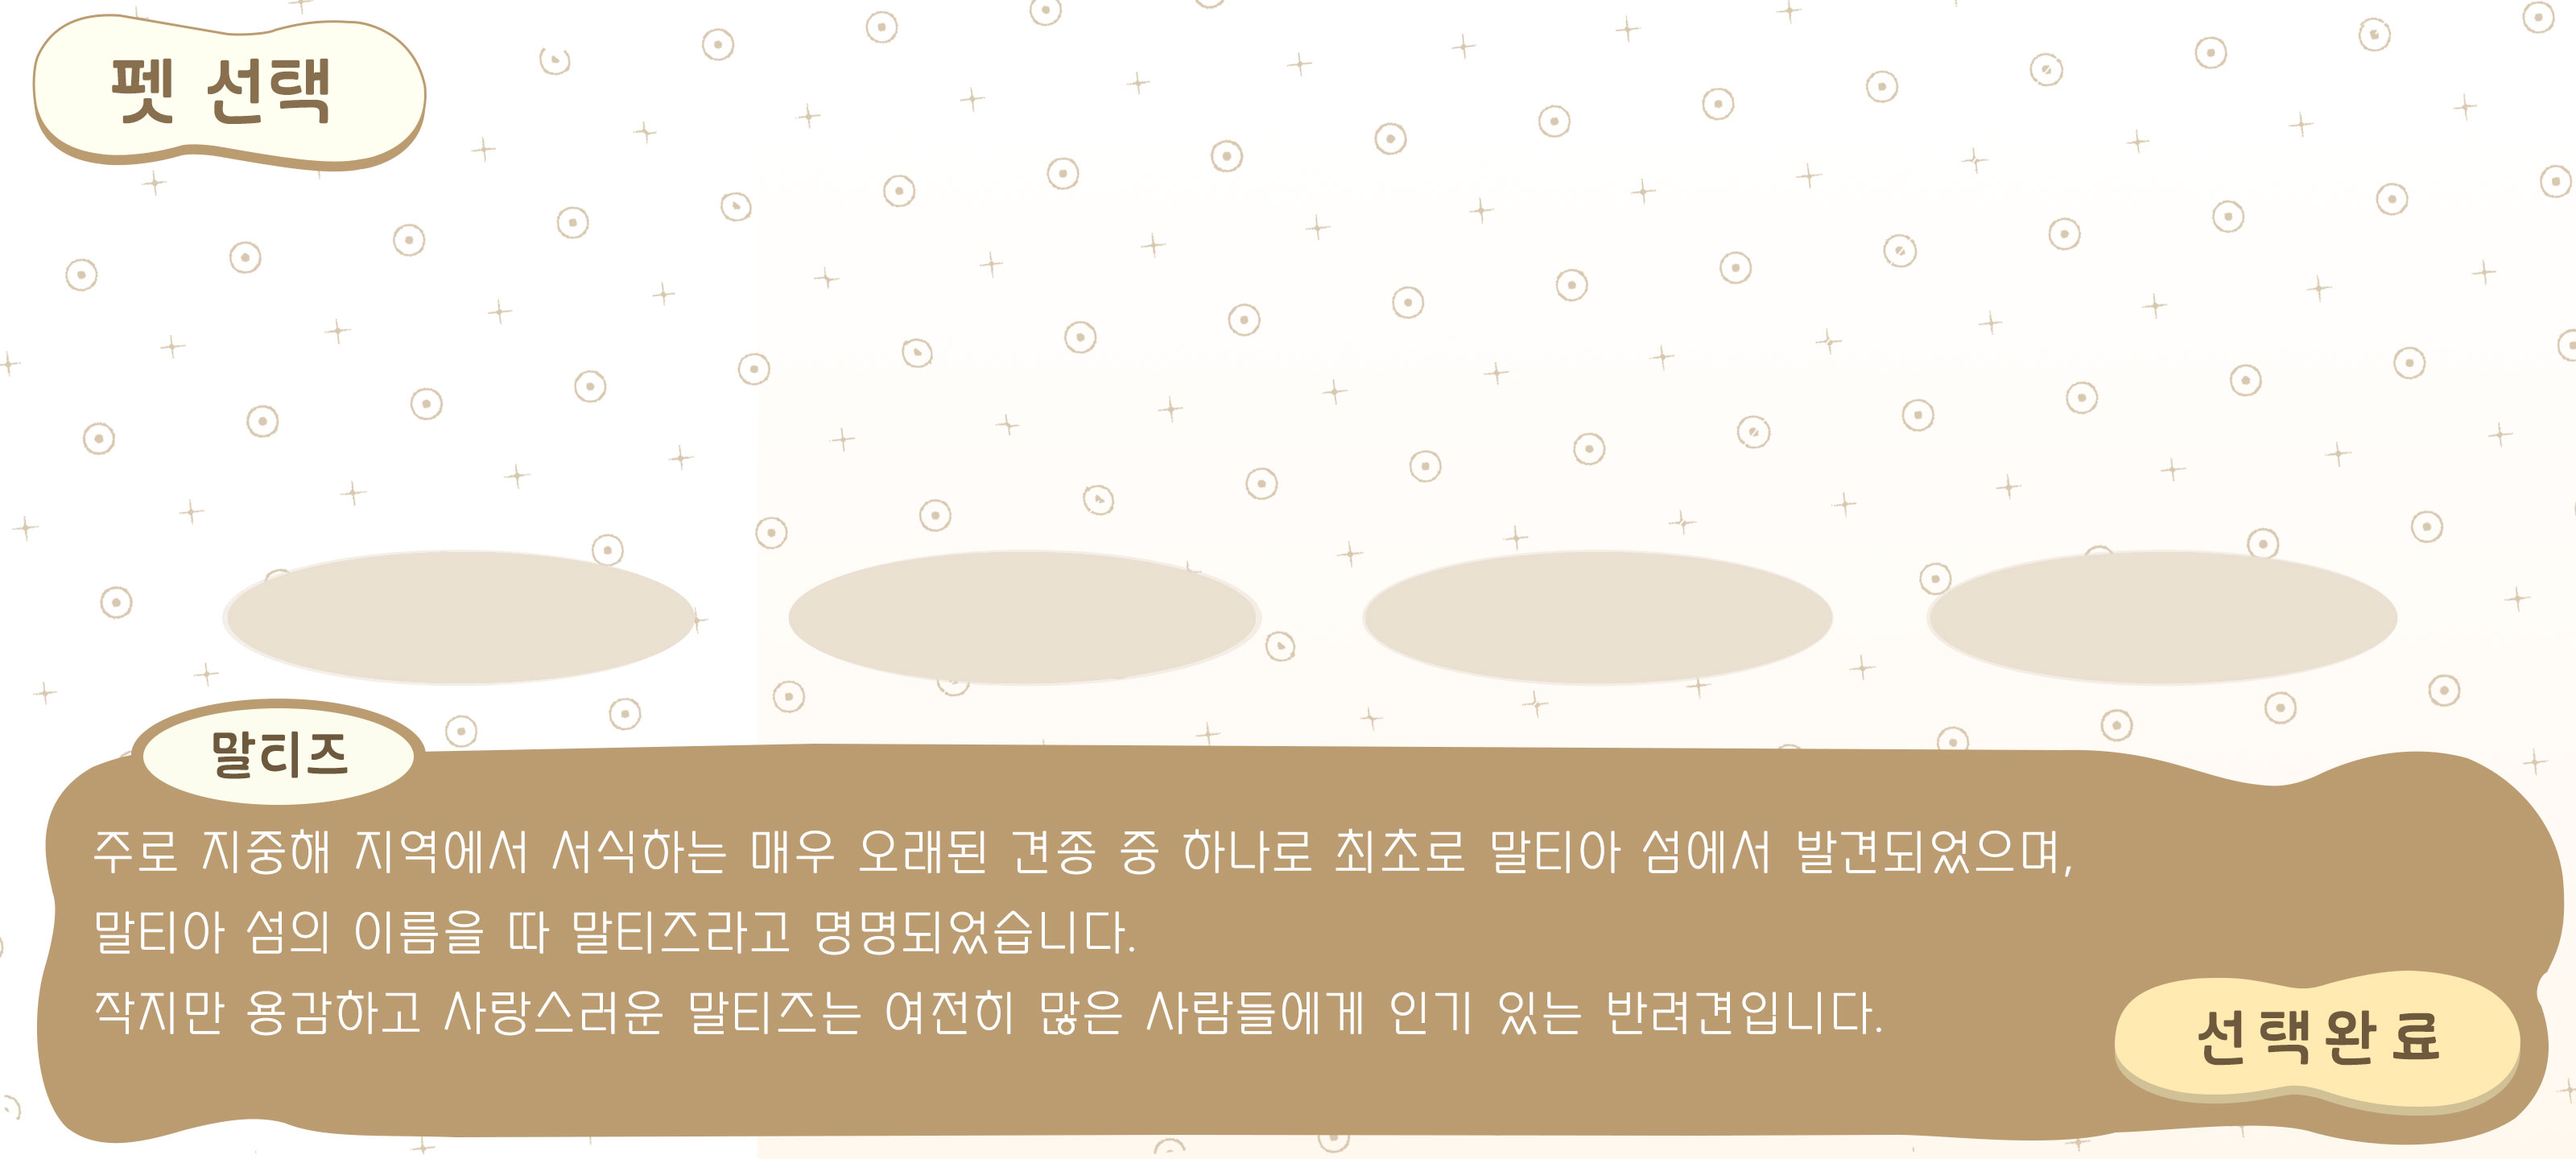 펫 선택
말티즈
주로 지중해 지역에서 서식하는 매우 오래된 견종 중 하나로 최초로 말티아 섬에서 발견되었으며,
말티아 섬의 이름을 따 말티즈라고 명명되었습니다.
작지만 용감하고 사랑스러운 말티즈는 여전히 많은 사람들에게 인기 있는 반려견입니다.
선택완료